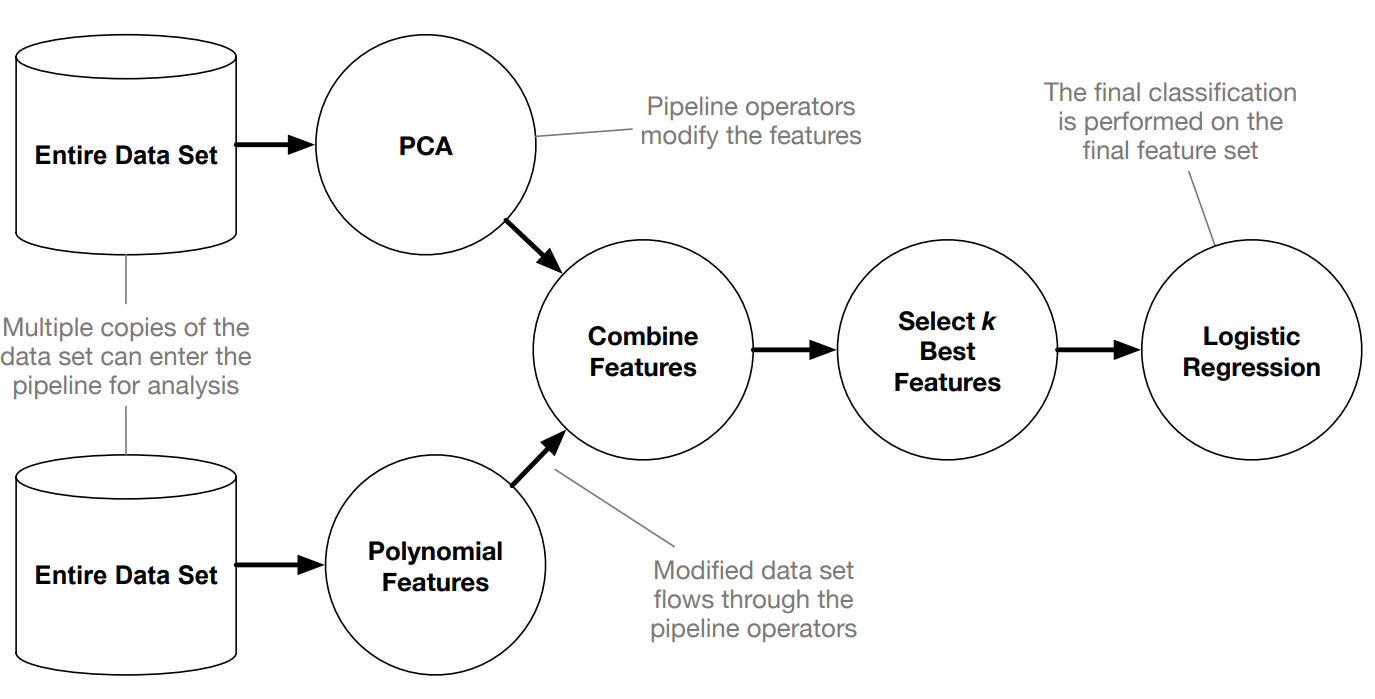 Entire Data Set
PCA
Pipeline operators
modify the features
The final classification
is performed on the
final feature set
Multiple copies of the
data set can enter the
pipeline for analysis
Combine
Features
Select k
Best
Features
Logistic
Regression
Entire Data Set
Polynomial
Features
Modified data set
flows through the
pipeline operators